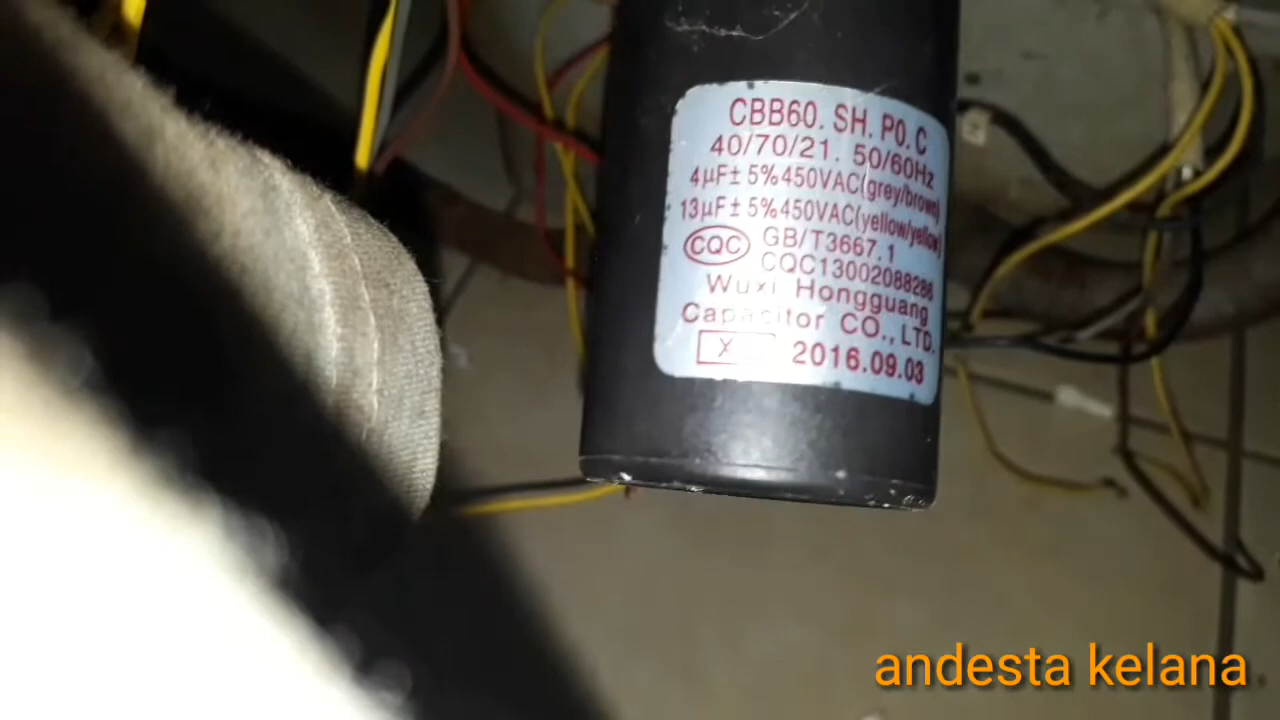 CBB60. SH. P0. C
40/70/21. 50/60Hz
4µF± 5%450VAC(grey/brown)
13µF± 5%450VAC(yellow/yellow)
CQC GB/T3667.1
CQC13002088286
Wuxi Hongguang
Capacitor CO., LTD.
X 2016.09.03
andesta kelana